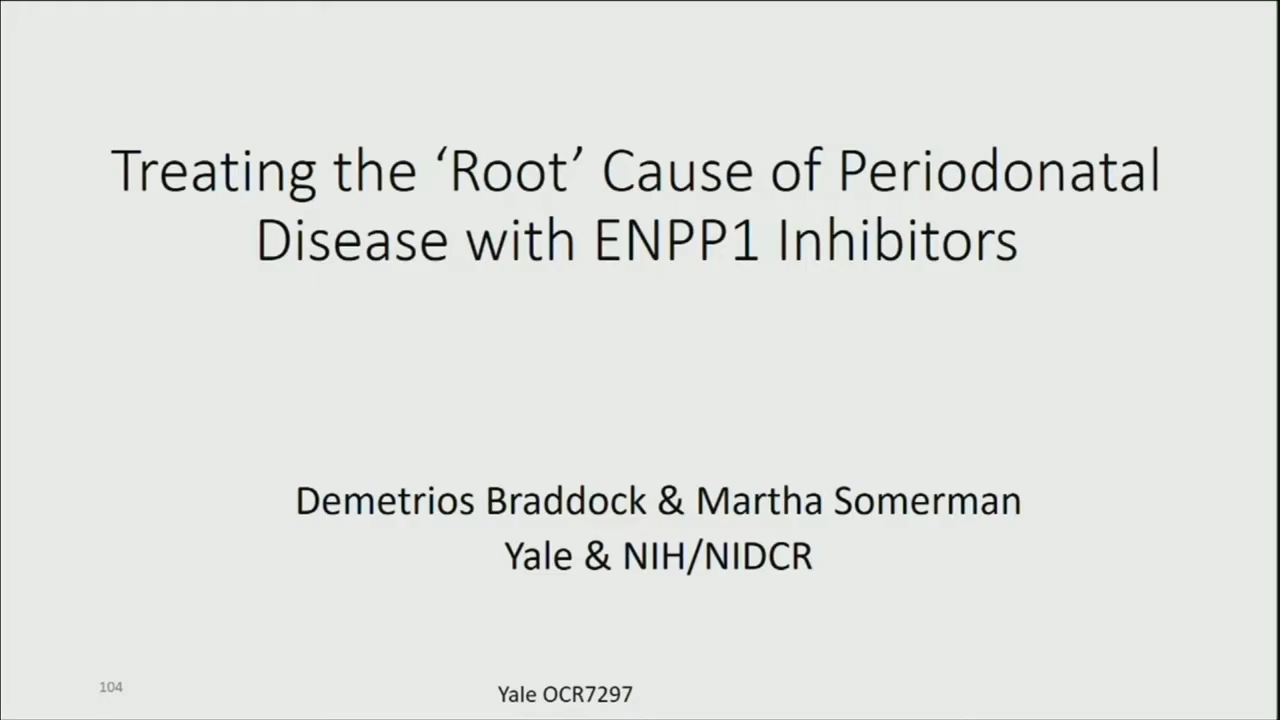 Treating the ‘Root’ Cause of Periodonatal
Disease with ENPP1 Inhibitors
Demetrios Braddock & Martha Somerman
Yale & NIH/NIDCR
104
Yale OCR7297